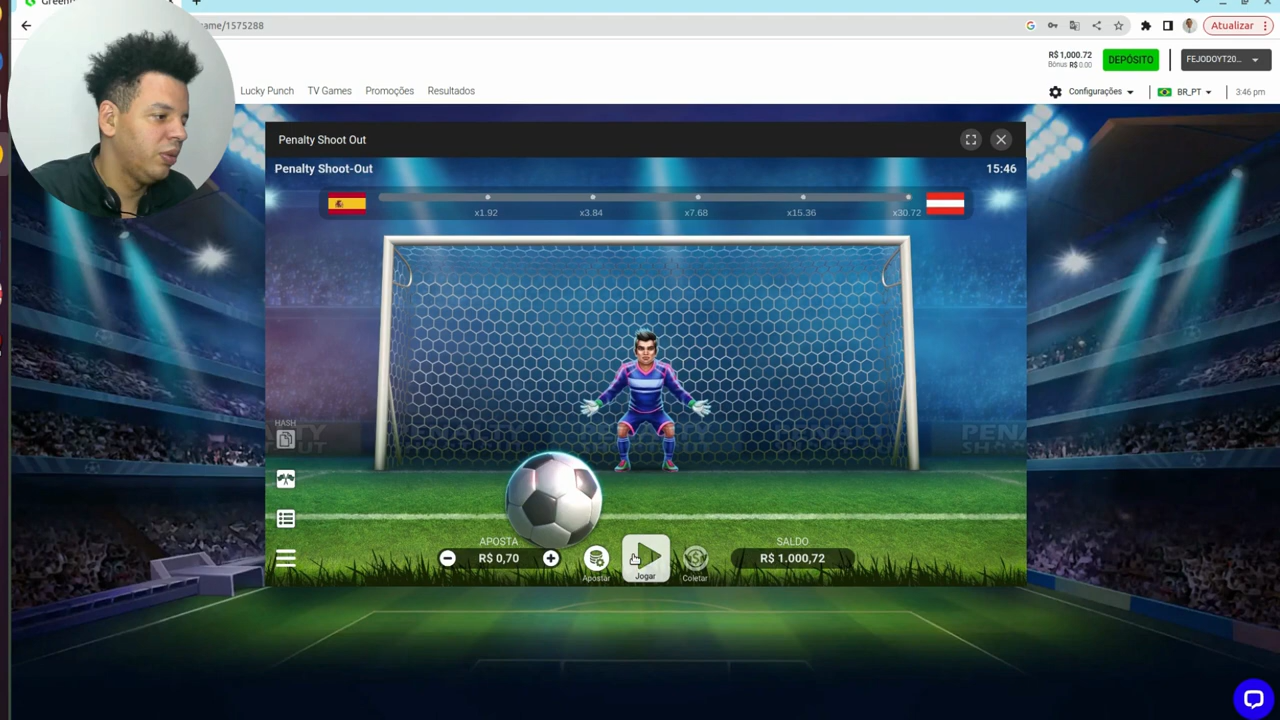 ame/1575288
Atualizar
R$ 1,000.72
Bônus R$ 0.00
DEPÓSITO
FEJODOYT20...
Lucky Punch
TV Games
Promoções
Resultados
Configurações
BR_PT
3:46 pm
Penalty Shoot Out
Penalty Shoot-Out
15:46
x1.92
x3.84
x7.68
x15.36
x30.72
HASH
APOSTA
R$ 0,70
Apostar
Jogar
Coletar
SALDO
R$ 1.000,72